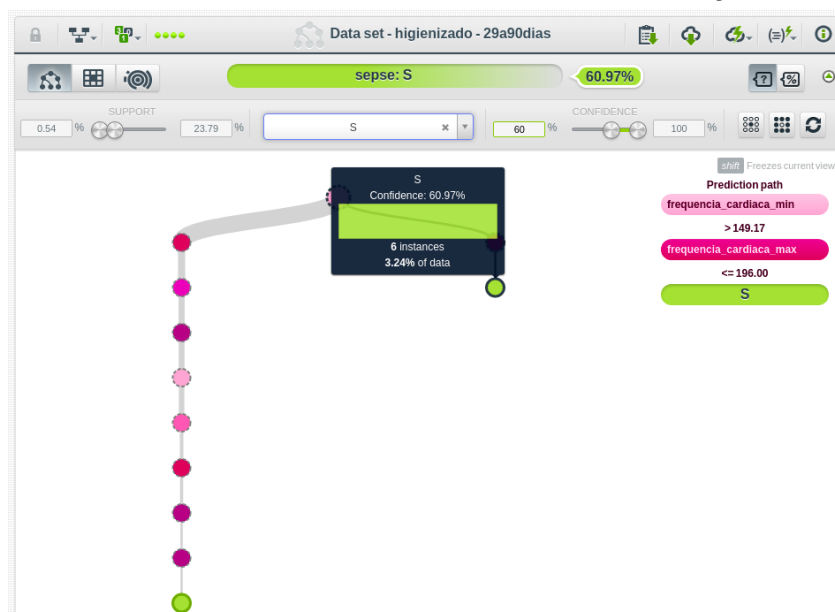 Data set - higienizado - 29a90dias
sepse: S
60.97%
SUPPORT
CONFIDENCE
0.54 %
23.79 %
S
60 %
100 %
shift Freezes current view
Prediction path
frequencia_cardiaca_min
> 149.17
frequencia_cardiaca_max
<= 196.00
S
S
Confidence: 60.97%
6 instances
3.24% of data